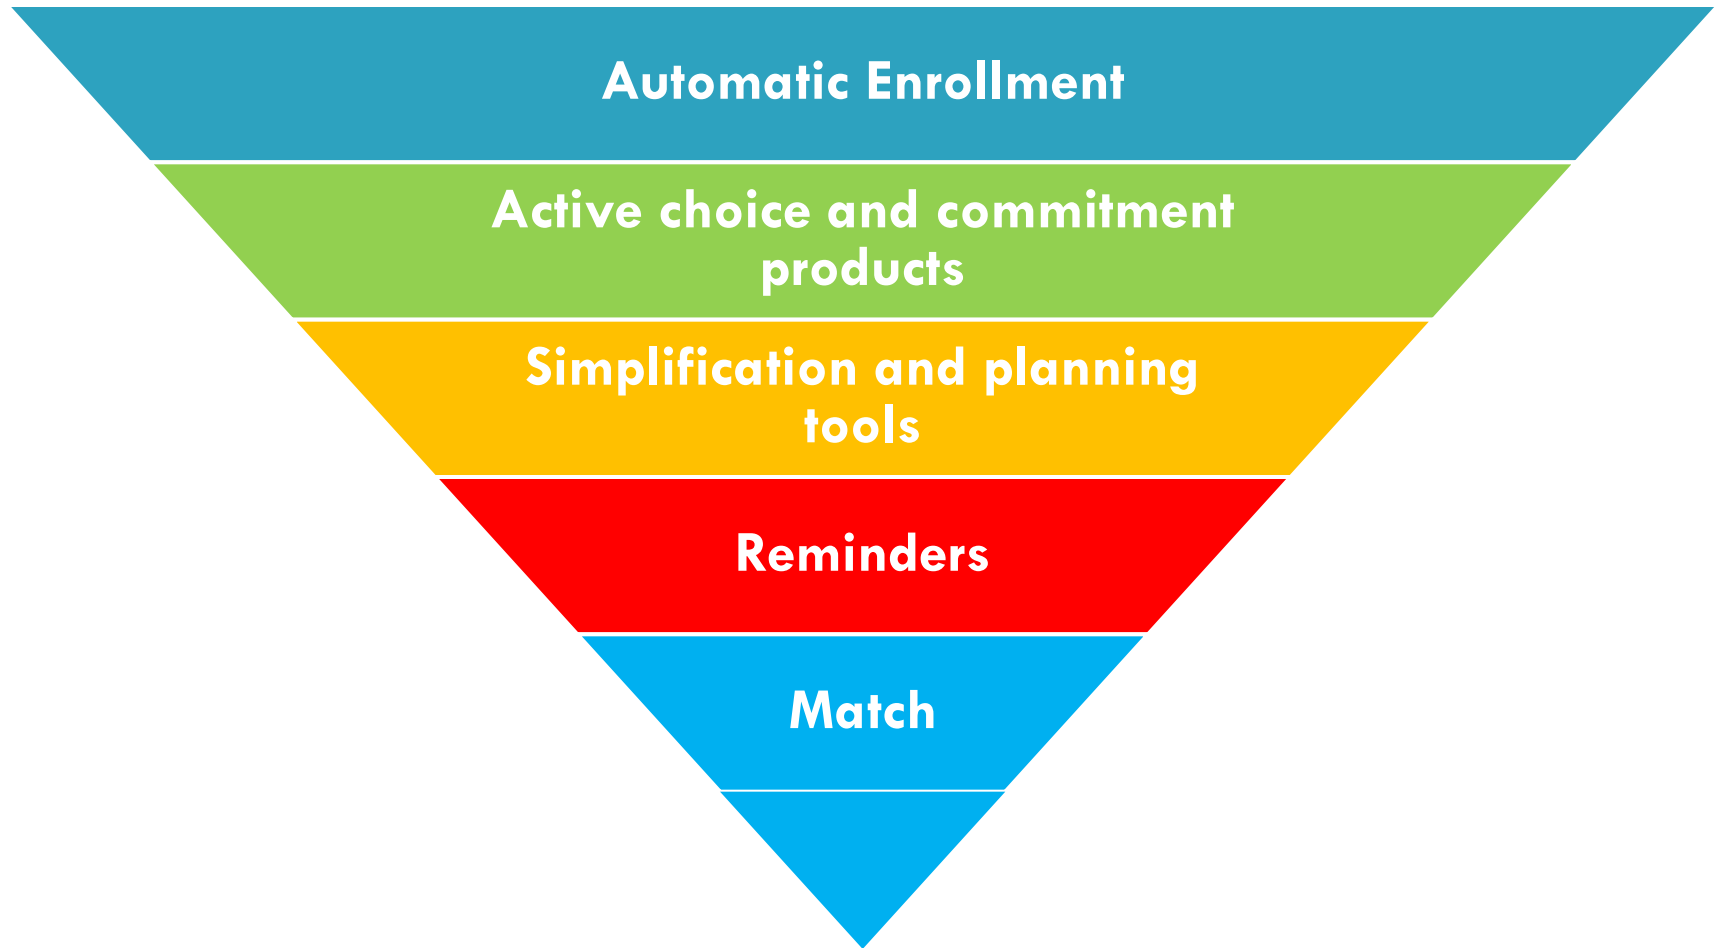 Automatic Enrollment
Active choice and commitment
products
Simplification and planning
tools
Reminders
Match